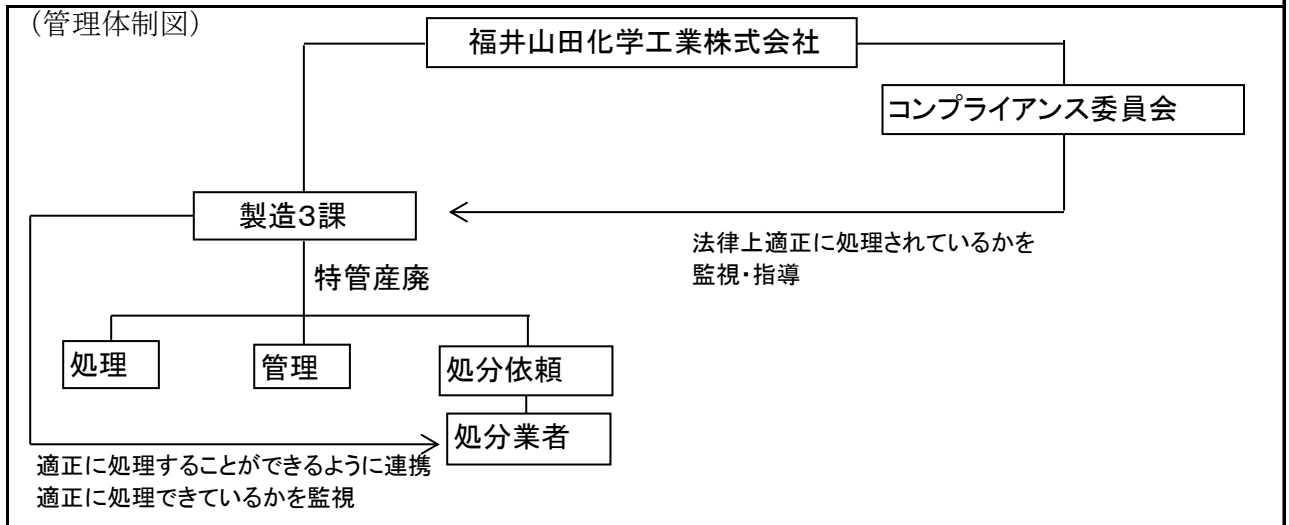 （管理体制図）
福井山田化学工業株式会社
コンプライアンス委員会
製造３課
法律上適正に処理されているかを
監視・指導
特管産廃
処理
管理
処分依頼
処分業者
適正に処理することができるように連携
適正に処理できているかを監視